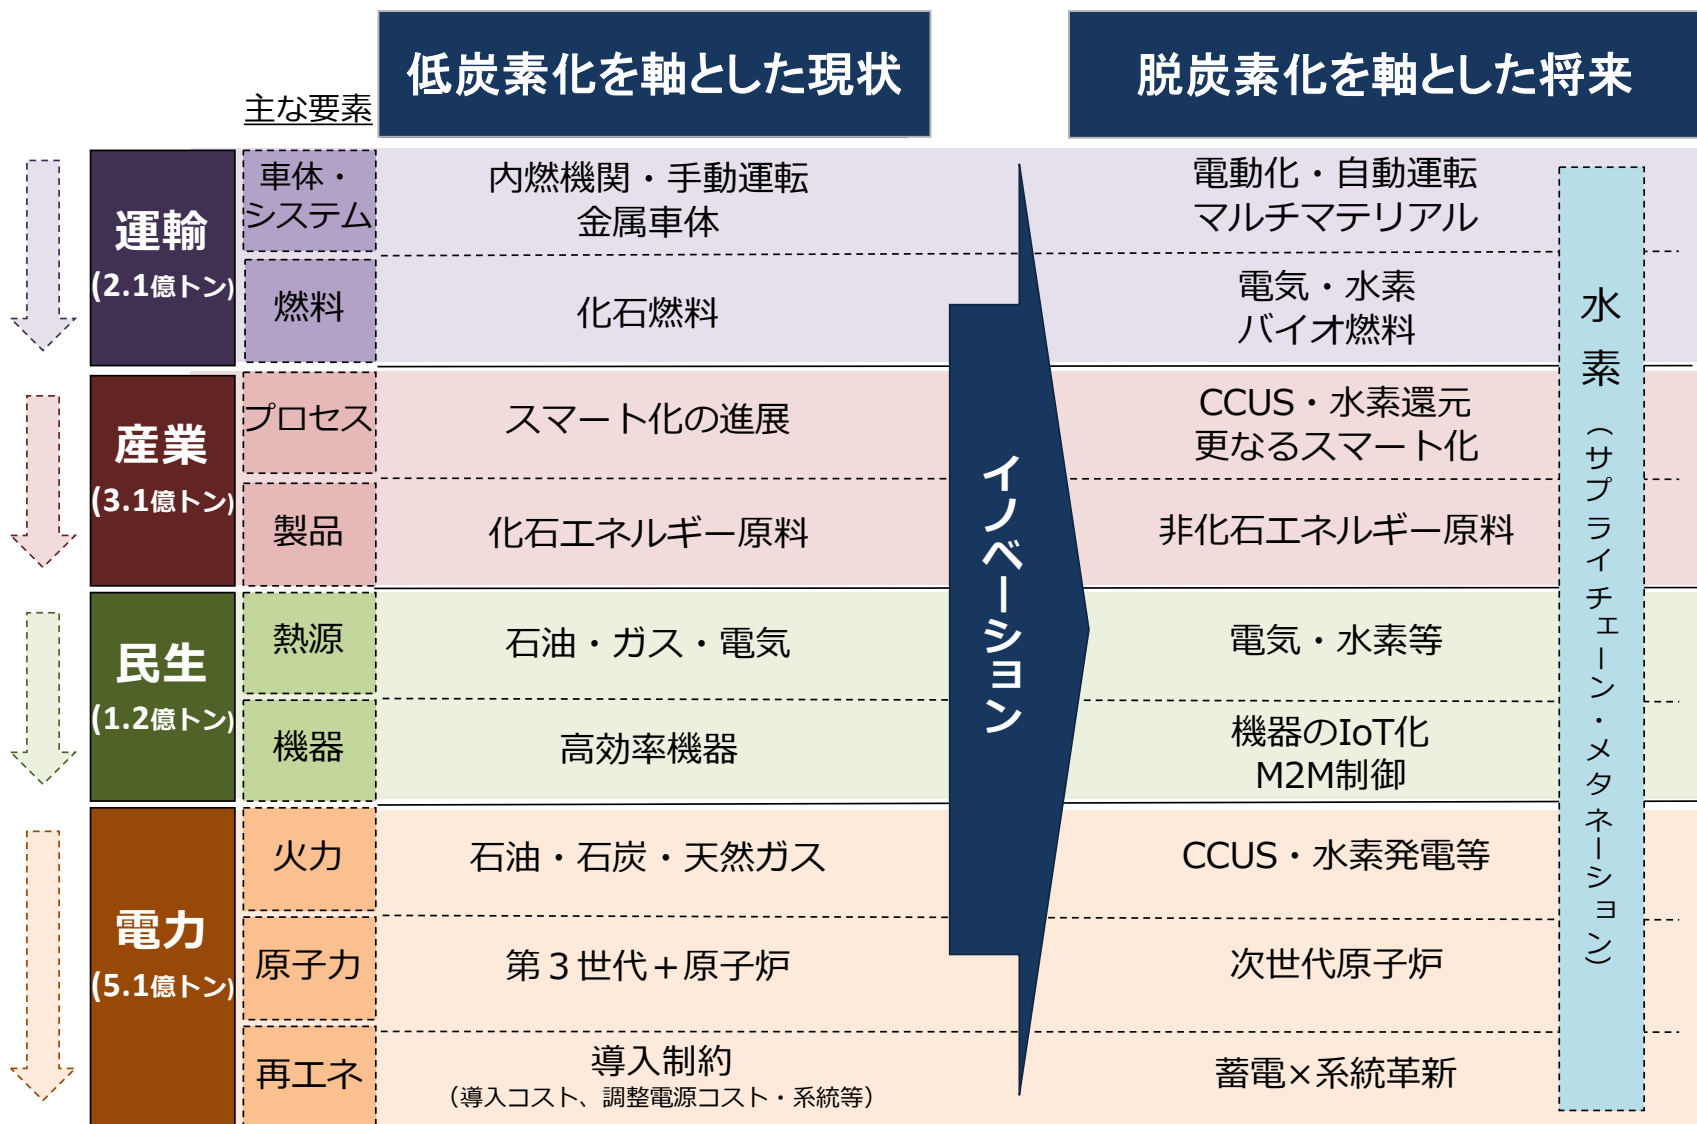 低炭素化を軸とした現状
脱炭素化を軸とした将来
主な要素
運輸
(2.1億トン)
車体・
システム
内燃機関・手動運転
金属車体
電動化・自動運転
マルチマテリアル
燃料
化石燃料
電気・水素
バイオ燃料
産業
(3.1億トン)
プロセス
スマート化の進展
CCUS・水素還元
更なるスマート化
製品
化石エネルギー原料
非化石エネルギー原料
民生
(1.2億トン)
熱源
石油・ガス・電気
電気・水素等
機器
高効率機器
機器のIoT化
M2M制御
電力
(5.1億トン)
火力
石油・石炭・天然ガス
CCUS・水素発電等
原子力
第3世代+原子炉
次世代原子炉
再エネ
導入制約
（導入コスト、調整電源コスト・系統等）
蓄電×系統革新
イノベーション
水素（サプライチェーン・メタネーション）